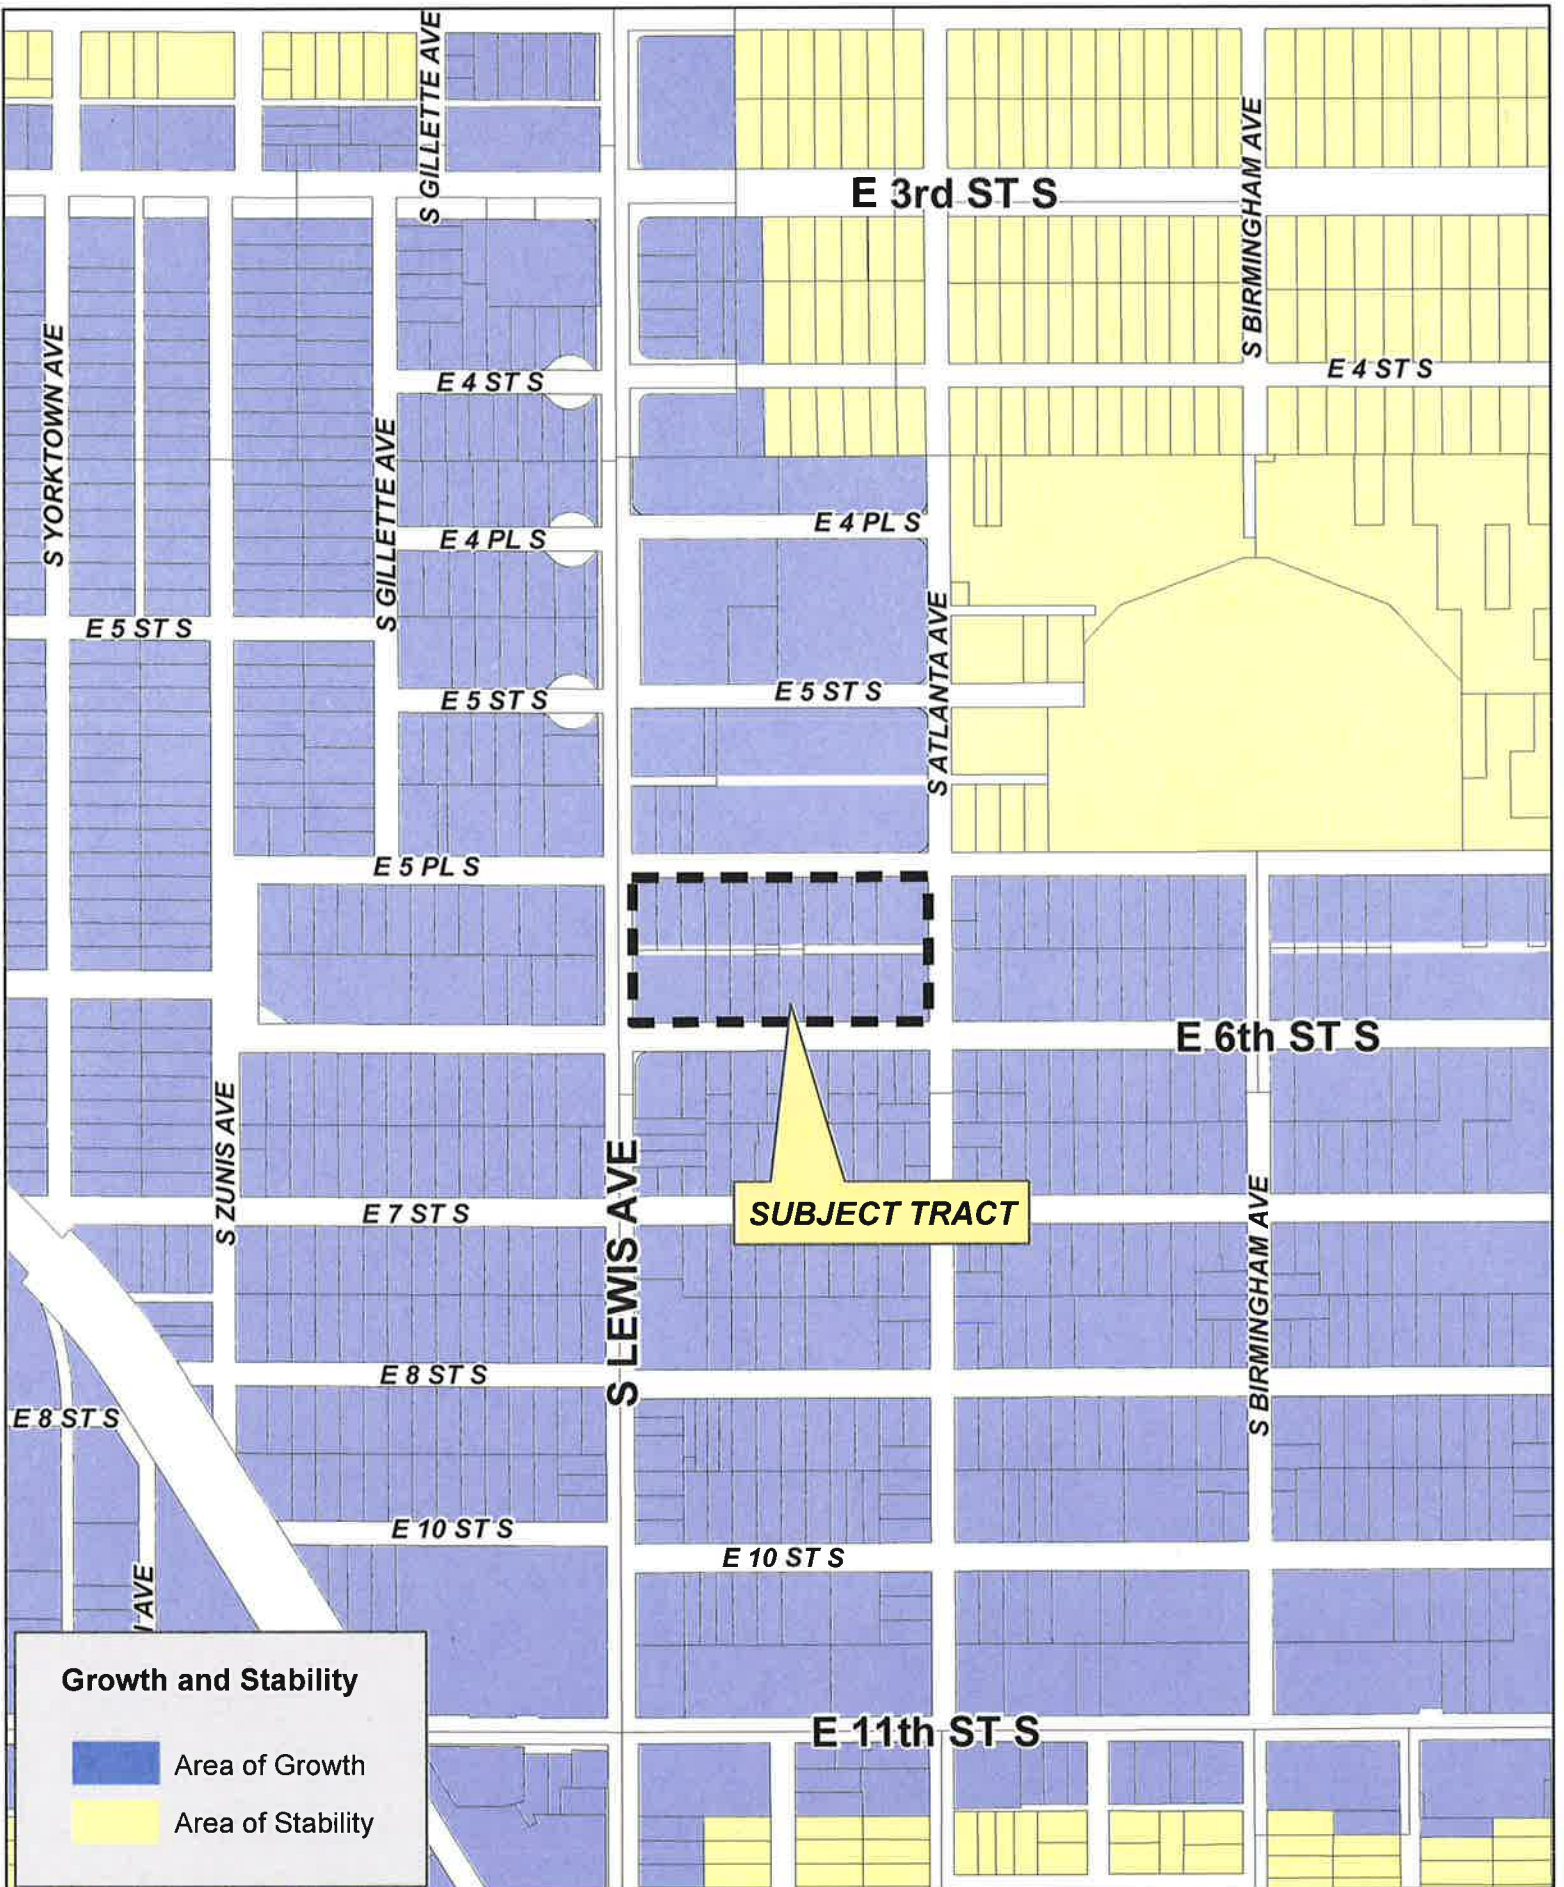 S GILLETTE AVE
S BIRMINGHAM AVE
E 3rd ST S
S YORKTOWN AVE
E 4 ST S
E 4 ST S
S GILLETTE AVE
E 4 PL S
E 4 PL S
S ATLANTA AVE
E 5 ST S
E 5 ST S
E 5 ST S
E 5 PL S
E 6th ST S
S ZUNIS AVE
S LEWIS AVE
S BIRMINGHAM AVE
E 7 ST S
SUBJECT TRACT
E 8 ST S
E 8 ST S
E 10 ST S
E 10 ST S
AVE
E 11th ST S
Growth and Stability
Area of Growth
Area of Stability